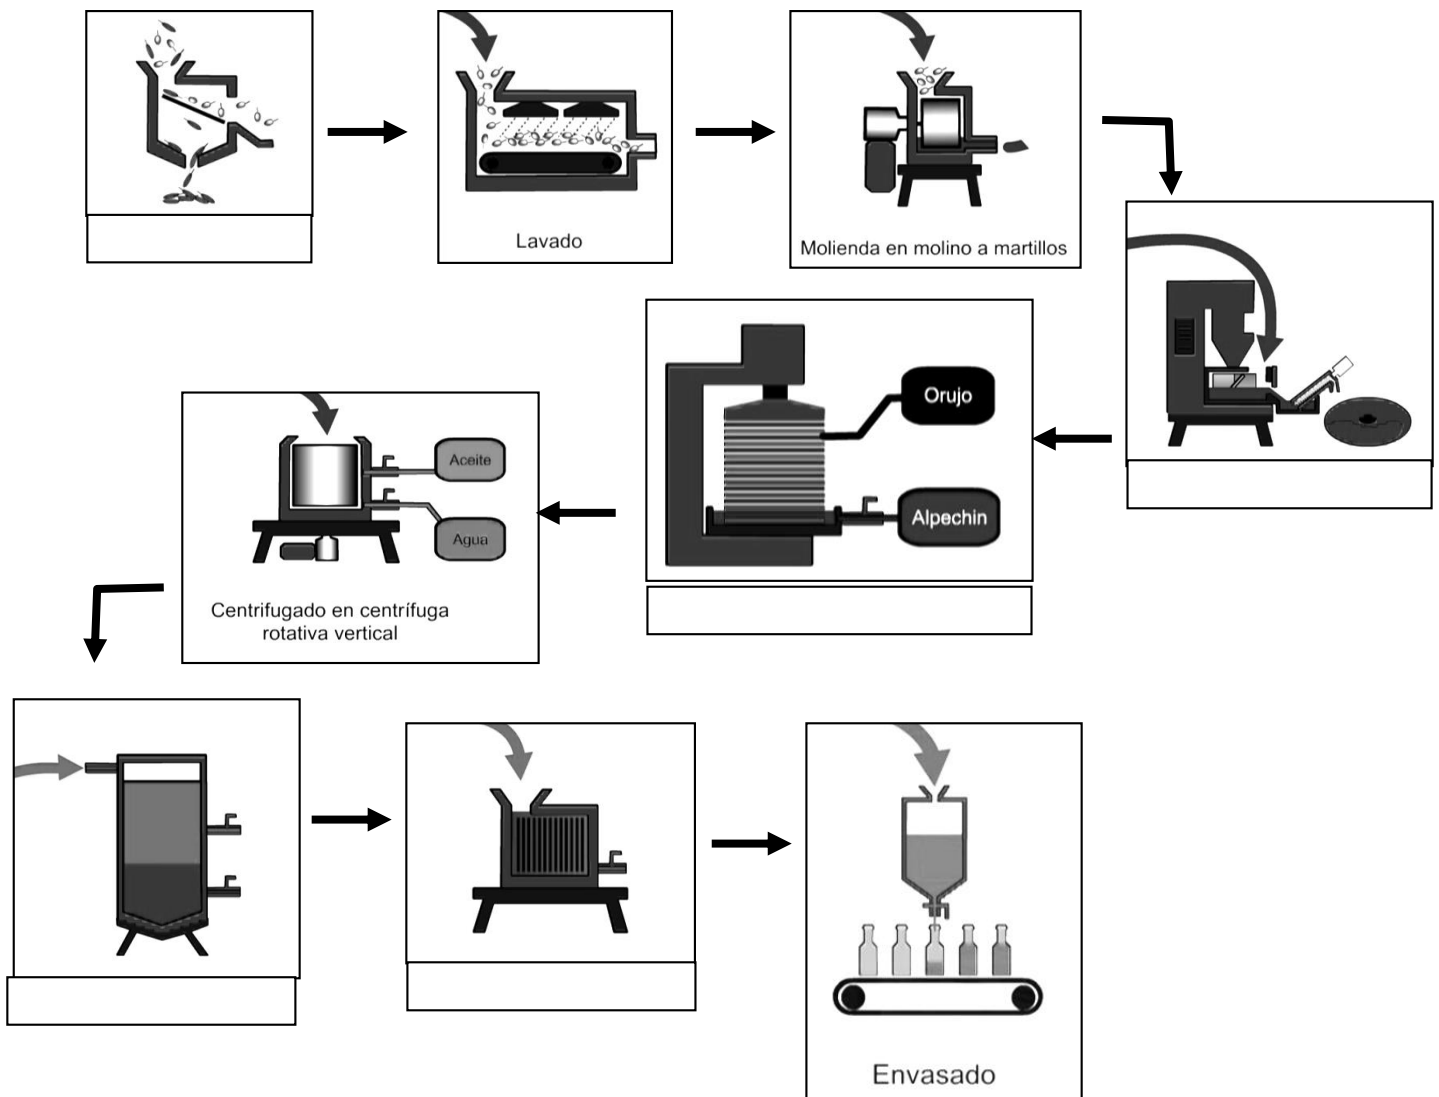 Lavado
Molienda en molino a martillos
Orujo
Alpechin
Aceite
Agua
Centrifugado en centrífuga
rotativa vertical
Envasado